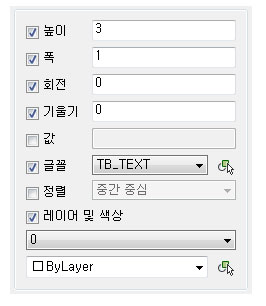 높이 3
폭 1
회전 0
기울기 0
값
글꼴 TB_TEXT
정렬 중간 중심
레이어 및 색상
0
ByLayer